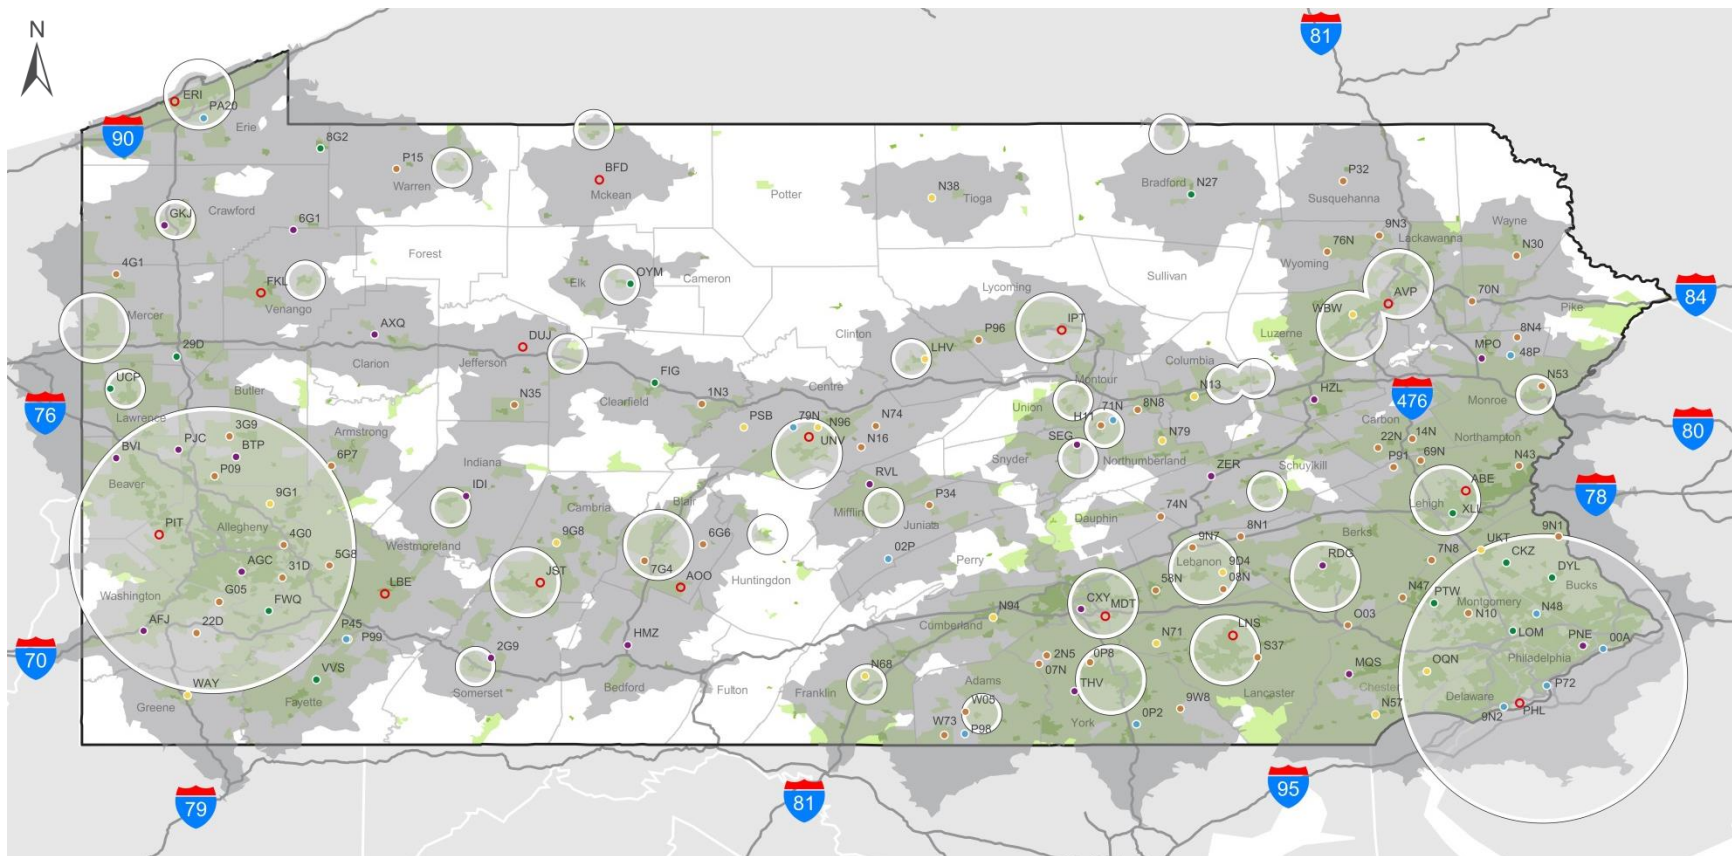 N
81
ERI
PA20
Erie
90
8G2
P15
Warren
BFD
Mckean
Potter
N38
Tioga
Bradford
N27
P32
Susquehanna
GKJ
Crawford
6G1
9N3
Lackawanna
Wayne
76N
Wyoming
N30
Forest
4G1
FKL
Venango
Elk
OYM
Cameron
Sullivan
Lycoming
AVP
84
Mercer
WBW
70N
Pike
AXQ
DUJ
Clinton
P96
IPT
Luzerne
8N4
29D
Clarion
Jefferson
LHV
Columbia
MPO
48P
UCP
Butler
FIG
Centre
Montour
N53
76
Lawrence
N35
Clearfield
1N3
Union
N13
HZL
476
Monroe
3G9
Armstrong
PSB
79N
N96
N74
H11
71N
8N8
Carbon
80
BVI
PJC
BTP
UNV
N16
SEG
N79
22N
14N
Northampton
P09
6P7
Indiana
Snyder
Northumberland
P91
69N
N43
Beaver
RVL
ZER
Schuylkill
IDI
Blair
ABE
78
9G1
Cambria
Mifflin
P34
Juniata
Dauphin
74N
Lehigh
XLL
PIT
Allegheny
4G0
Westmoreland
9G8
6G6
8N1
Berks
9N1
AGC
5G8
02P
Perry
9N7
UKT
CKZ
31D
7G4
Huntingdon
Lebanon
9D4
RDG
7N8
DYL
Washington
G05
LBE
JST
AOO
58N
08N
Bucks
FWQ
CXY
MDT
N47
PTW
Montgomery
N48
AFJ
22D
P45
P99
N94
Cumberland
O03
N10
70
HMZ
N71
LNS
LOM
PNE
00A
2G9
2N5
0P8
S37
Philadelphia
VVS
N68
07N
MQS
OQN
WAY
Somerset
Bedford
Fulton
Franklin
Adams
THV
Lancaster
Chester
Delaware
P72
Greene
Fayette
W05
9W8
N57
9N2
PHL
W73
P98
York
0P2
79
81
95